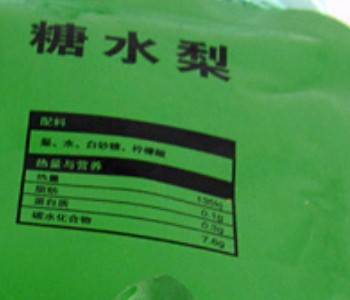 糖水梨
配料
梨、水、白砂糖、柠檬酸
热量与营养
热量 135kj
脂肪 0.1g
蛋白质 0.3g
碳水化合物 7.6g